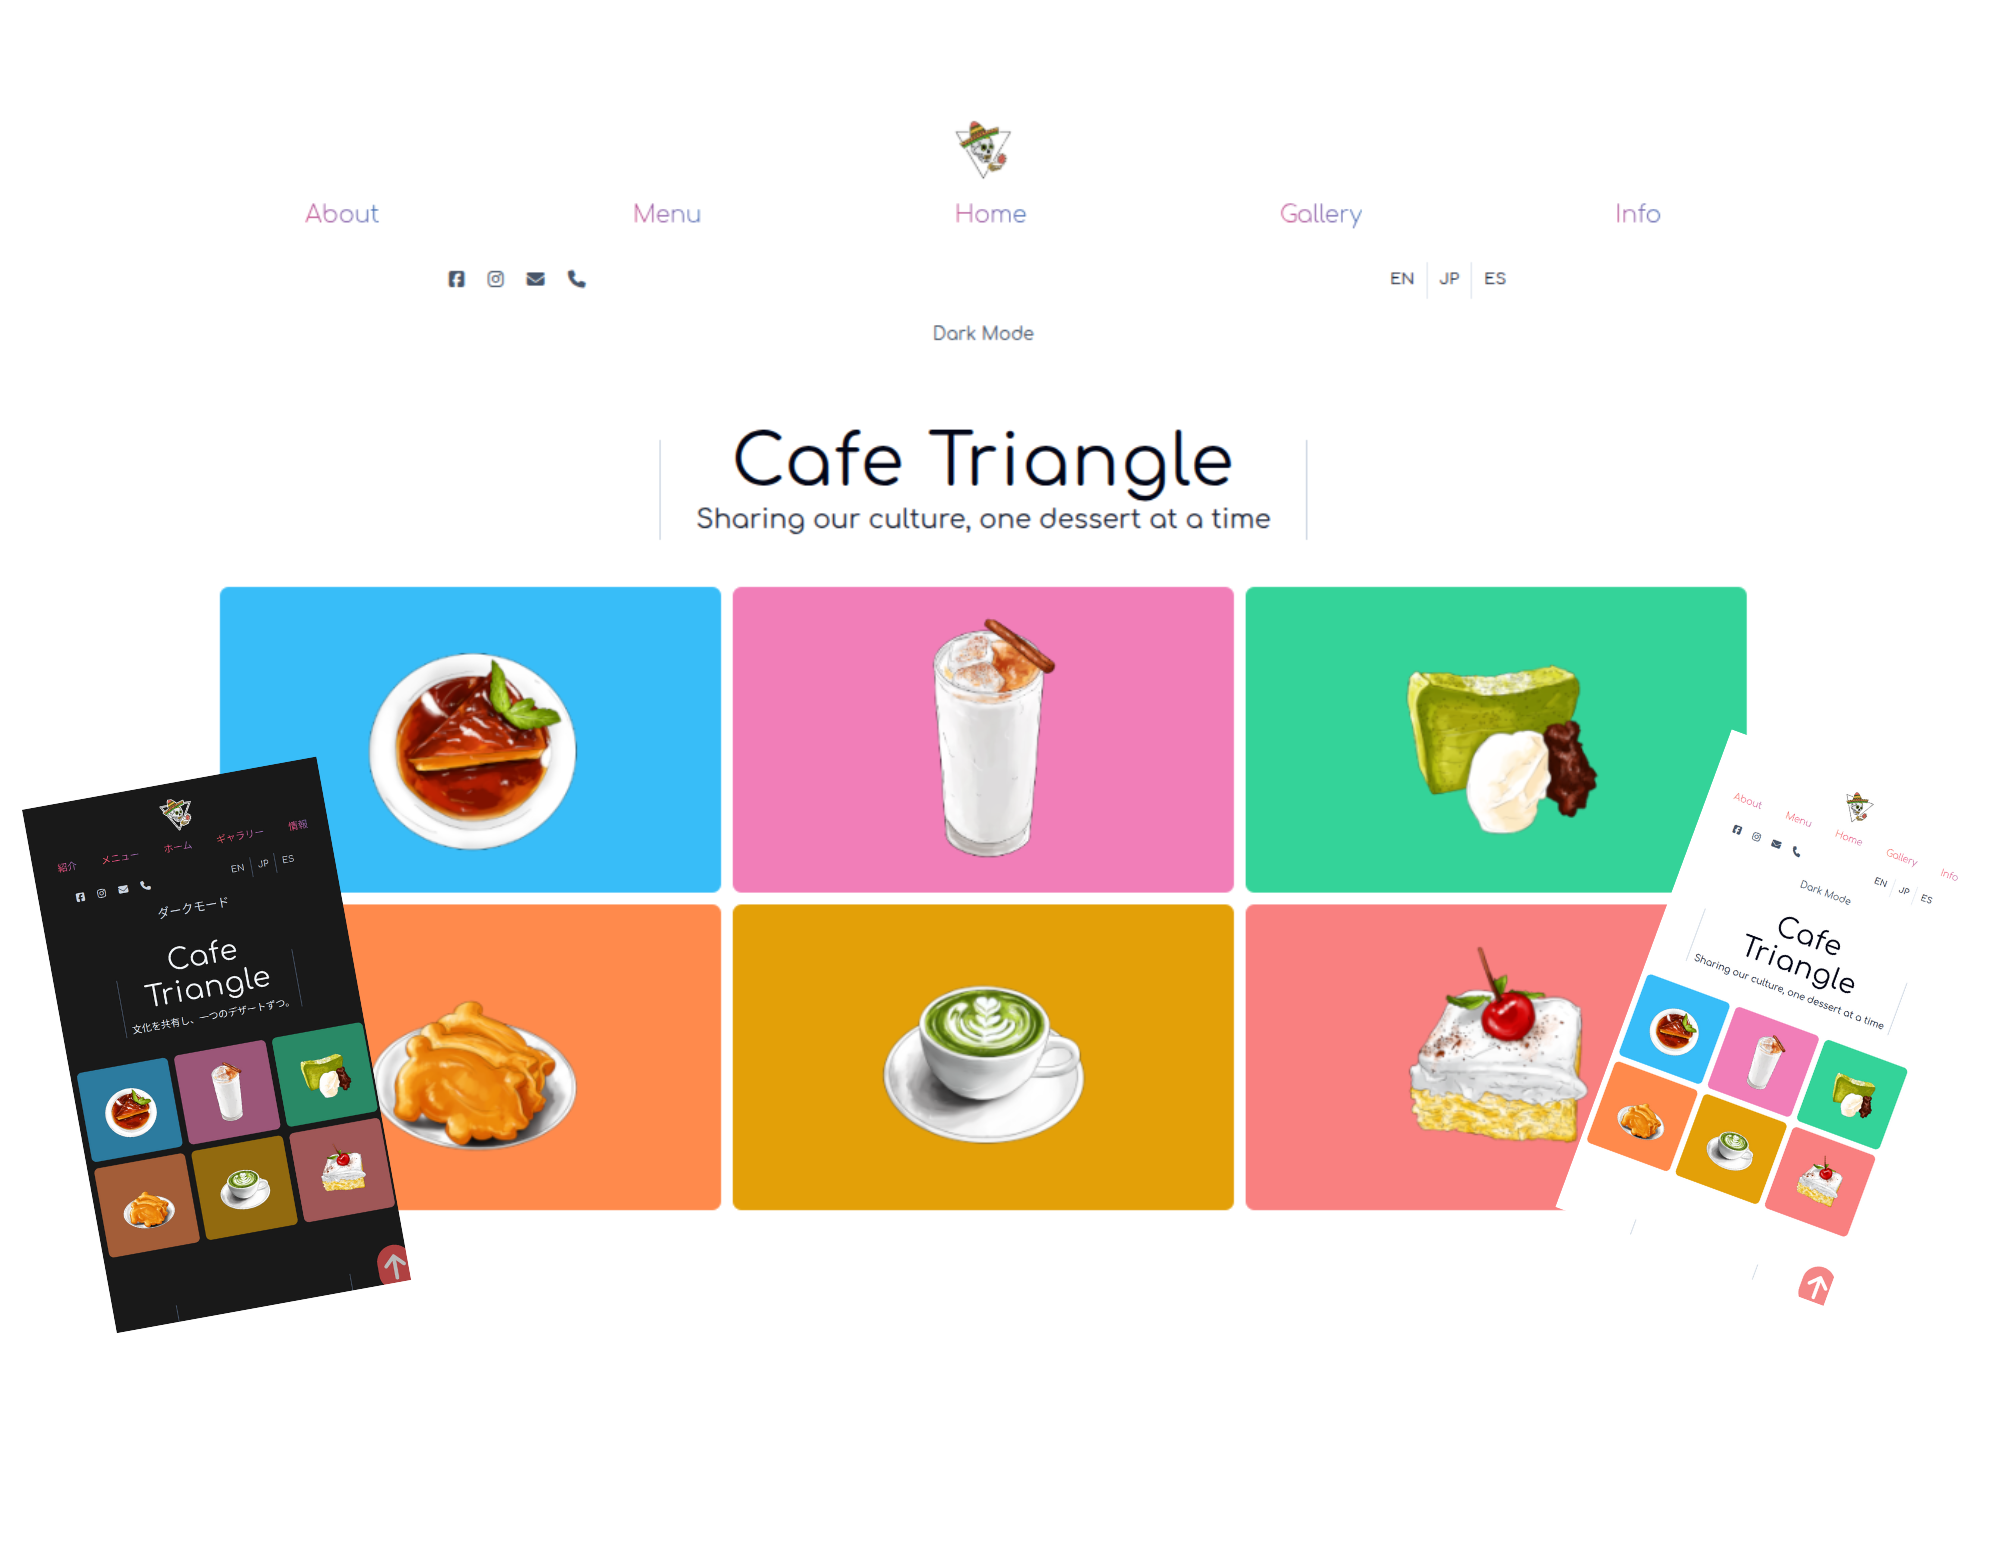 About Menu Home Gallery Info
EN JP ES
Dark Mode
Cafe Triangle
Sharing our culture, one dessert at a time
紹介 メニュー ホーム ギャラリー 情報
EN JP ES
ダークモード
Cafe
Triangle
文化を共有し、一つのデザートずつ。
About Menu Home Gallery Info
EN JP ES
Dark Mode
Cafe
Triangle
Sharing our culture, one dessert at a time